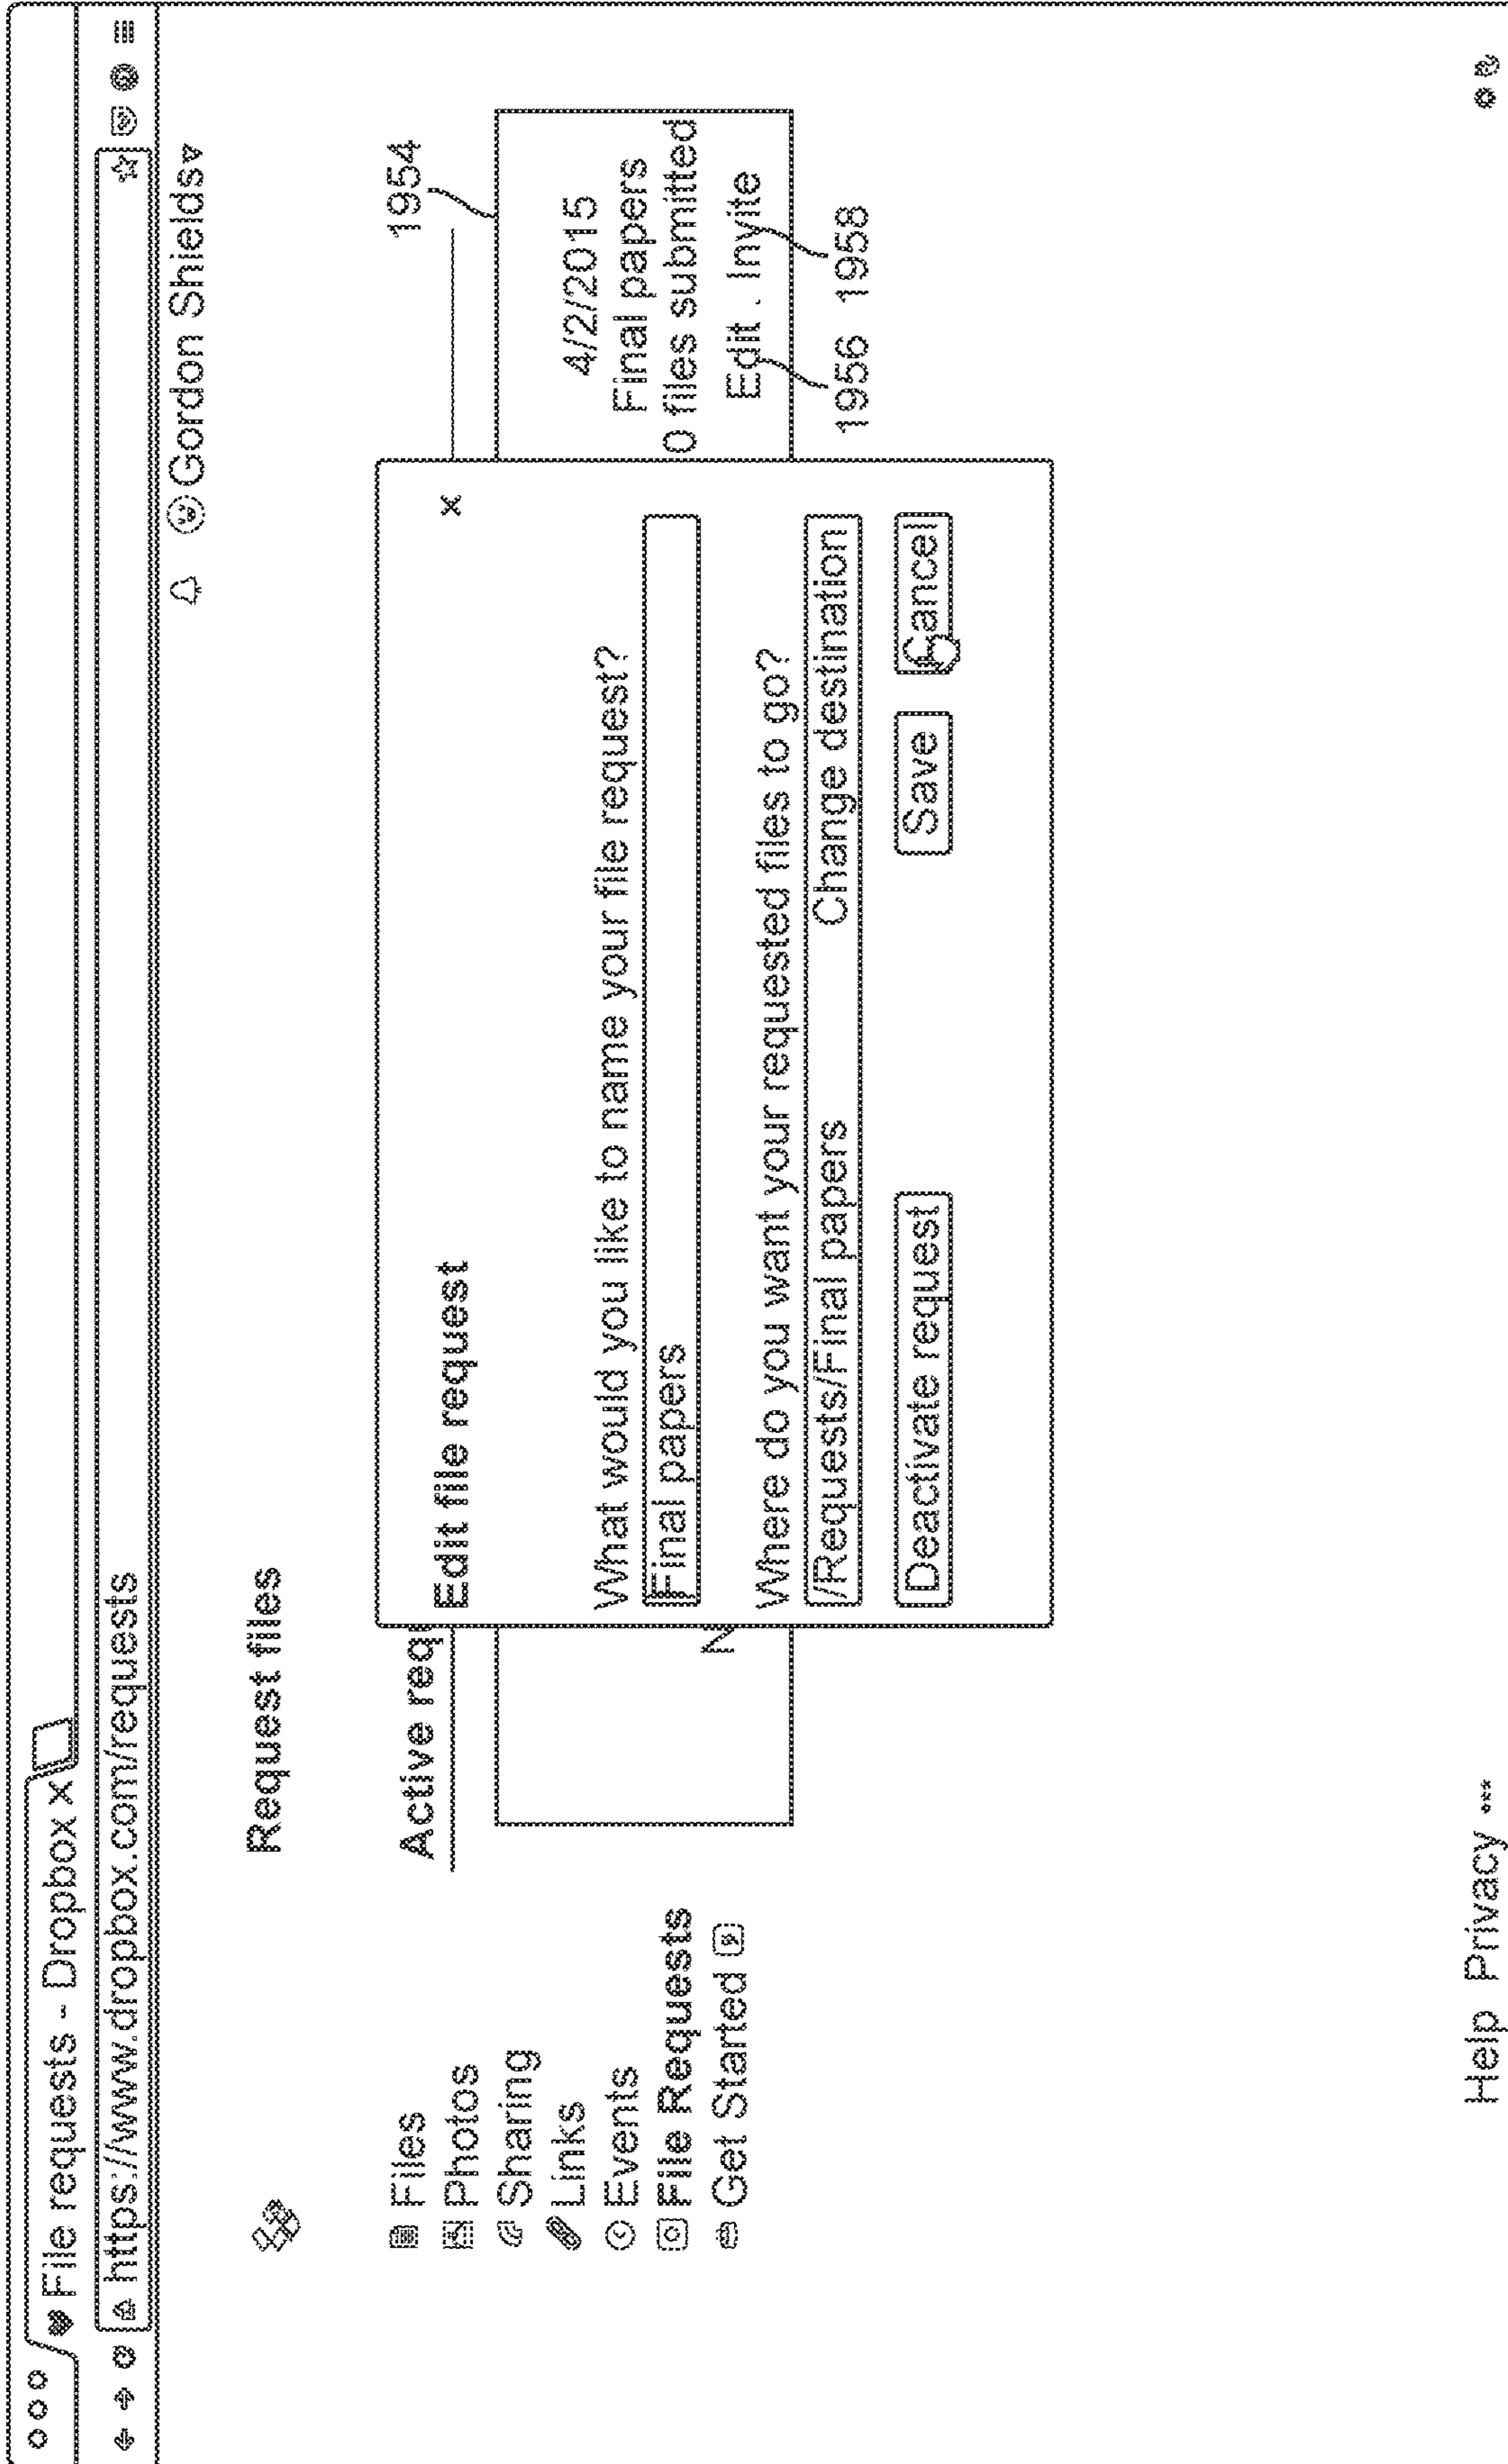 File requests - Dropbox x
https://www.dropbox.com/requests
Gordon Shields
Request files
Files
Photos
Sharing
Links
Events
File Requests
Get Started
Active requ
1954
4/2/2015
Final papers
0 files submitted
Edit . Invite
1956 1958
N
Edit file request x
What would you like to name your file request?
Final papers
Where do you want your requested files to go?
/Requests/Final papers Change destination
Deactivate request Save Cancel
Help Privacy •••